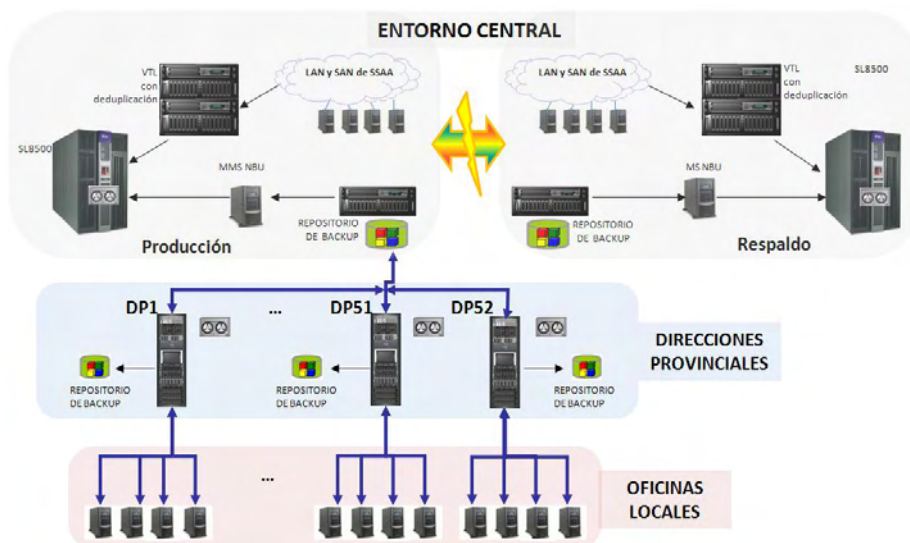 ENTORNO CENTRAL
VTL
con
deduplicación
LAN y SAN de SSAA
SL8500
MMS NBU
REPOSITORIO
DE BACKUP
Producción
LAN y SAN de SSAA
VTL
con
deduplicación
SL8500
MS NBU
REPOSITORIO
DE BACKUP
Respaldo
DP1
...
DP51
DP52
REPOSITORIO
DE BACKUP
REPOSITORIO
DE BACKUP
REPOSITORIO
DE BACKUP
DIRECCIONES
PROVINCIALES
...
OFICINAS
LOCALES